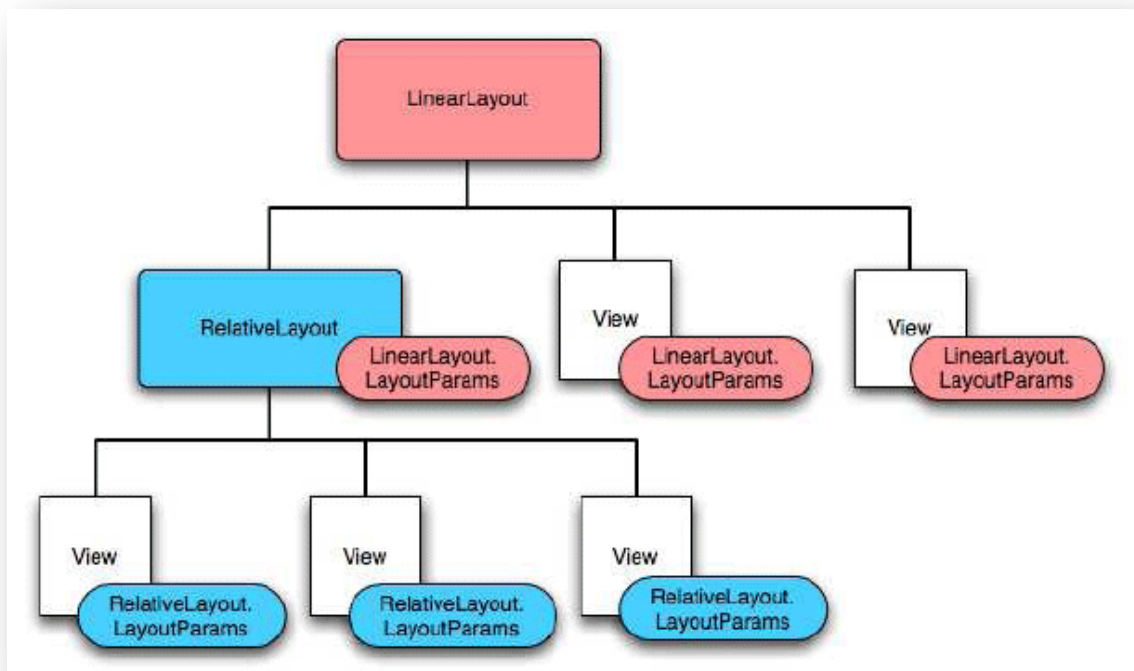 LinearLayout
RelativeLayout
LinearLayout.
LayoutParams
View
LinearLayout.
LayoutParams
View
LinearLayout.
LayoutParams
View
RelativeLayout.
LayoutParams
View
RelativeLayout.
LayoutParams
View
RelativeLayout.
LayoutParams